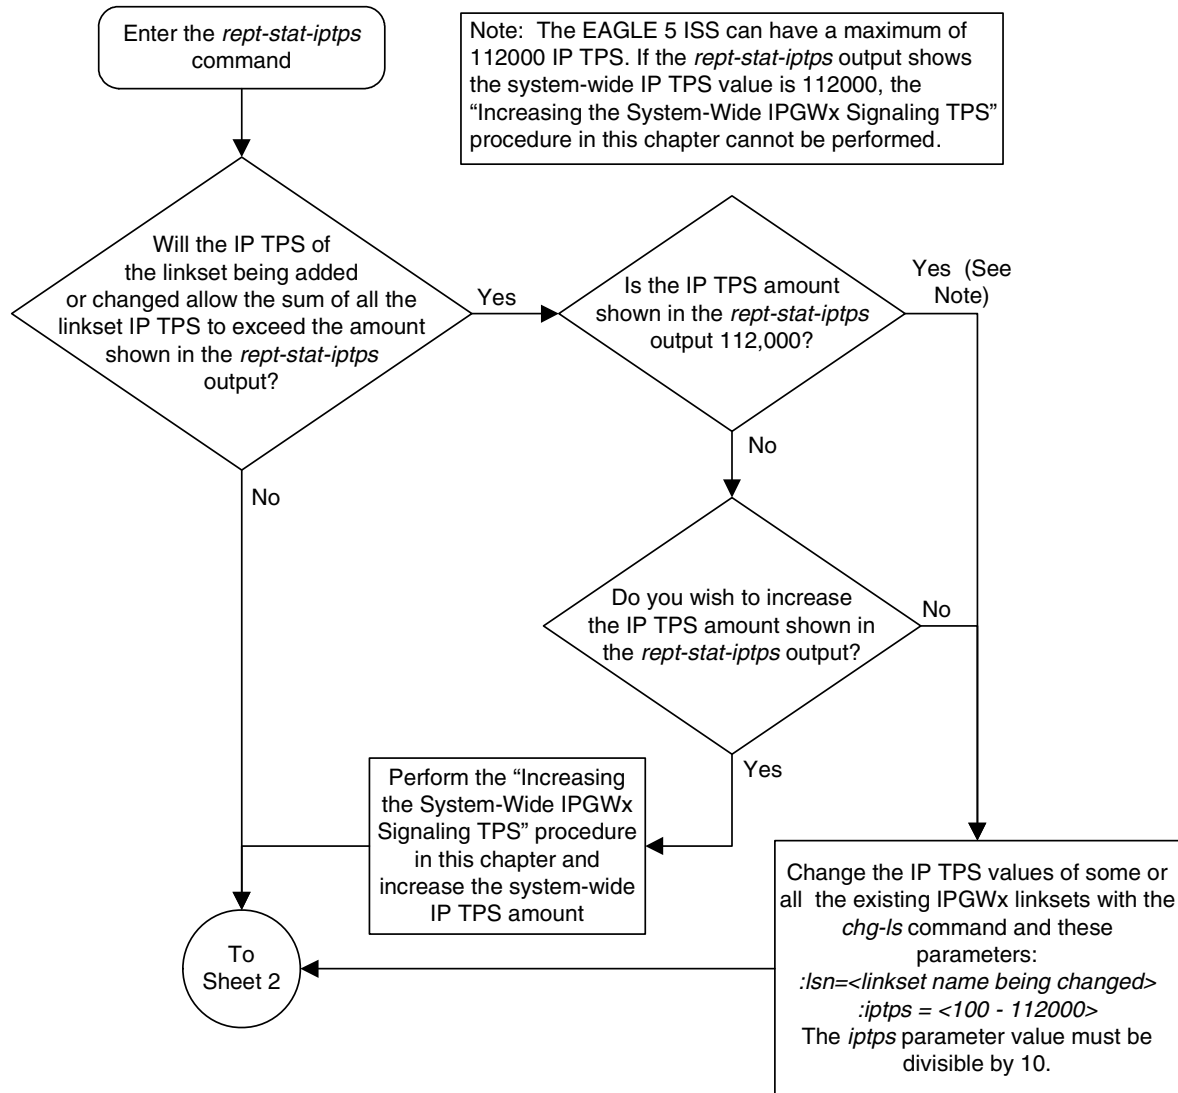 Enter the rept-stat-iptps
command
Note:  The EAGLE 5 ISS can have a maximum of
112000 IP TPS. If the rept-stat-iptps output shows
the system-wide IP TPS value is 112000, the
“Increasing the System-Wide IPGWx Signaling TPS”
procedure in this chapter cannot be performed.
Will the IP TPS of
the linkset being added
or changed allow the sum of all the
linkset IP TPS to exceed the amount
shown in the rept-stat-iptps
output?
Yes
Is the IP TPS amount
shown in the rept-stat-iptps
output 112,000?
Yes  (See
Note)
No
No
Do you wish to increase
the IP TPS amount shown in
the rept-stat-iptps output?
No
Yes
Perform the “Increasing
the System-Wide IPGWx
Signaling TPS” procedure
in this chapter and
increase the system-wide
IP TPS amount
Change the IP TPS values of some or
all  the existing IPGWx linksets with the
chg-ls command and these
parameters:
:lsn=<linkset name being changed>
:iptps = <100 - 112000>
The iptps parameter value must be
divisible by 10.
To
Sheet 2